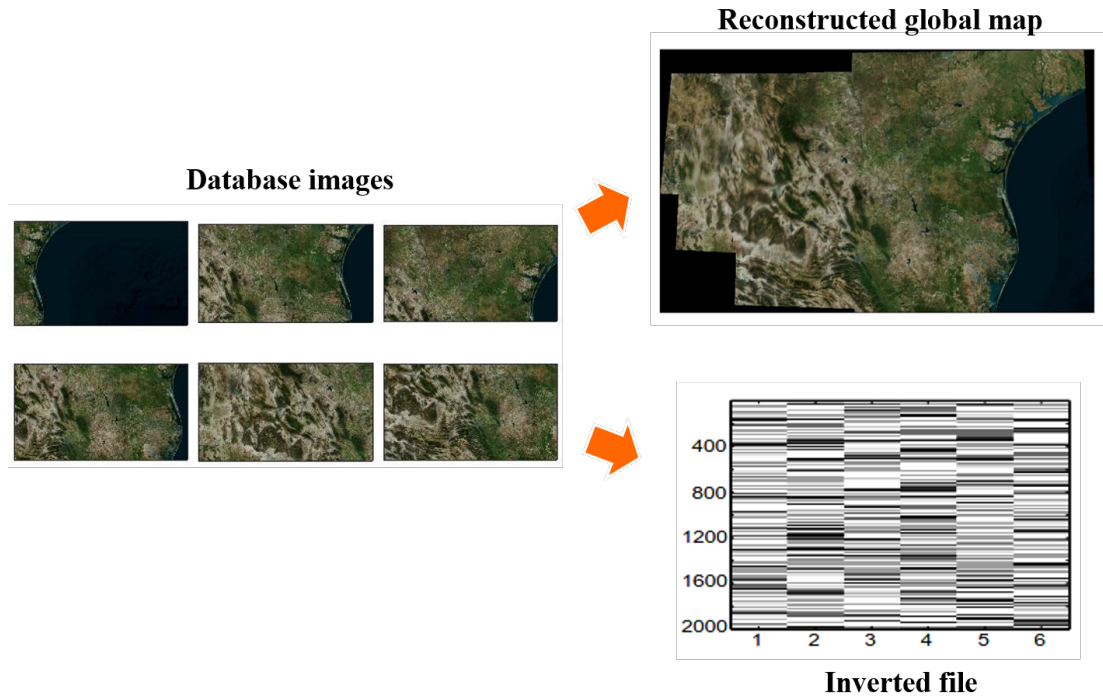 Reconstructed global map
Database images
400
800
1200
1600
2000
1 2 3 4 5 6
Inverted file